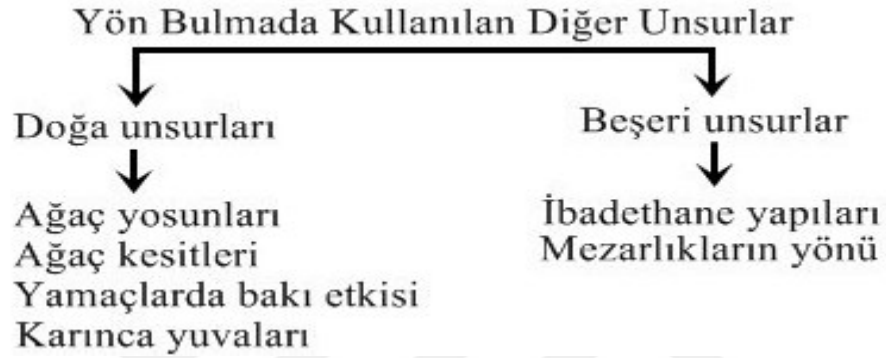 Yön Bulmada Kullanılan Diğer Unsurlar
Doğa unsurları
Ağaç yosunları
Ağaç kesitleri
Yamaçlarda bakı etkisi
Karınca yuvaları
Beşeri unsurlar
İbadethane yapıları
Mezarlıkların yönü